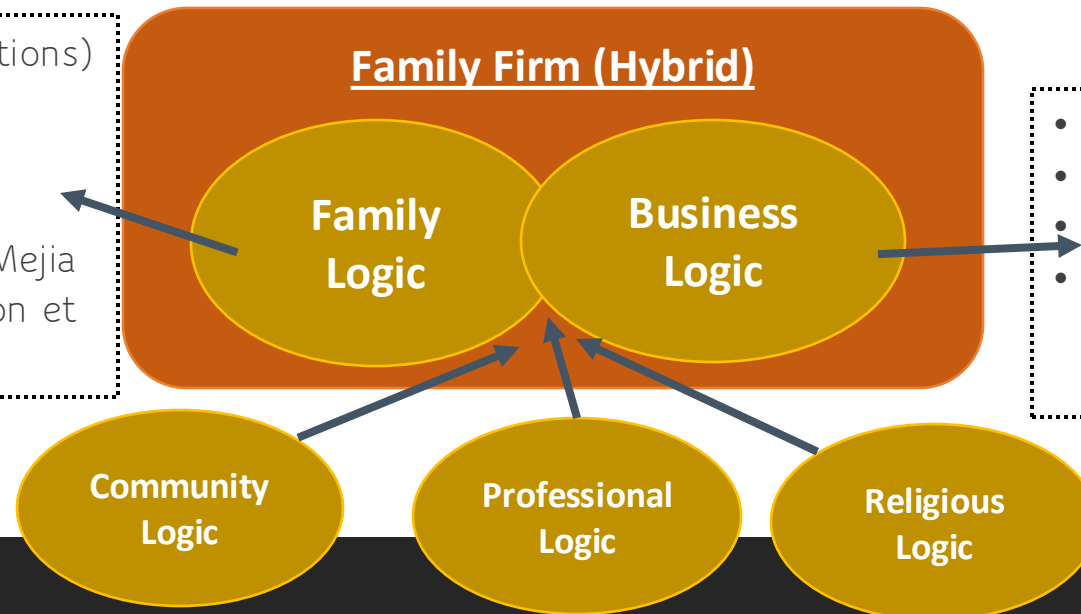 tions)
Mejia
on et
Family Firm (Hybrid)
Family
Logic
Business
Logic
•
•
•
•
Community
Logic
Professional
Logic
Religious
Logic